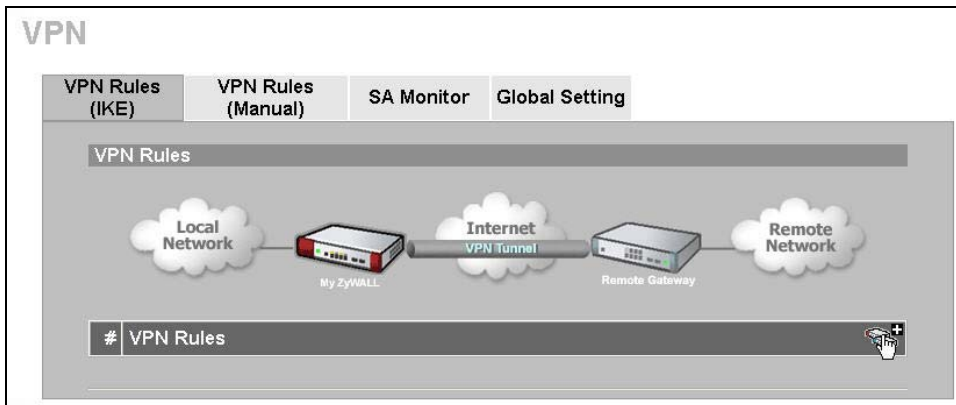 VPN
VPN Rules
(IKE)
VPN Rules
(Manual)
SA Monitor
Global Setting
VPN Rules
Local
Network
Internet
VPN Tunnel
Remote
Network
My ZyWALL
Remote Gateway
# VPN Rules